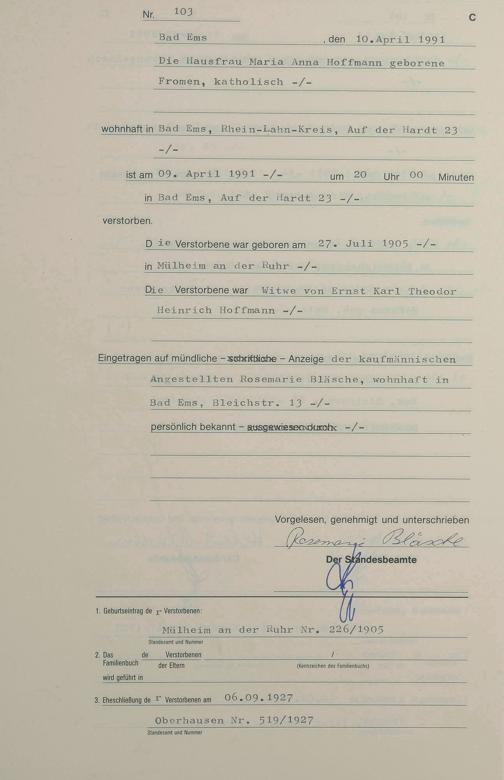 Nr. 103
C
Bad Ems , den 10.April 1991
Die Hausfrau Maria Anna Hoffmann geborene
Fromen, katholisch -/-
wohnhaft in Bad Ems, Rhein-Lahn-Kreis, Auf der Hardt 23
-/-
ist am 09. April 1991 -/- um 20 Uhr 00 Minuten
in Bad Ems, Auf der Hardt 23 -/-
verstorben.
D ie Verstorbene war geboren am 27. Juli 1905 -/-
in Mülheim an der Ruhr -/-
Die Verstorbene war Witwe von Ernst Karl Theodor
Heinrich Hoffmann -/-
Eingetragen auf mündliche – schriftliche – Anzeige der kaufmännischen
Angestellten Rosemarie Bläsche, wohnhaft in
Bad Ems, Bleichstr. 13 -/-
persönlich bekannt – ausgewiesen durch -/-
Vorgelesen, genehmigt und unterschrieben
Rosemarie Bläsche
Der Standesbeamte
1. Geburtseintrag de r Verstorbenen:
Mülheim an der Ruhr Nr. 226/1905
Standesamt und Nummer
2. Das Familienbuch de Verstorbenen /
der Eltern (Kennzeichen des Familienbuchs)
wird geführt in
3. Eheschließung de r Verstorbenen am 06.09.1927
Oberhausen Nr. 519/1927
Standesamt und Nummer